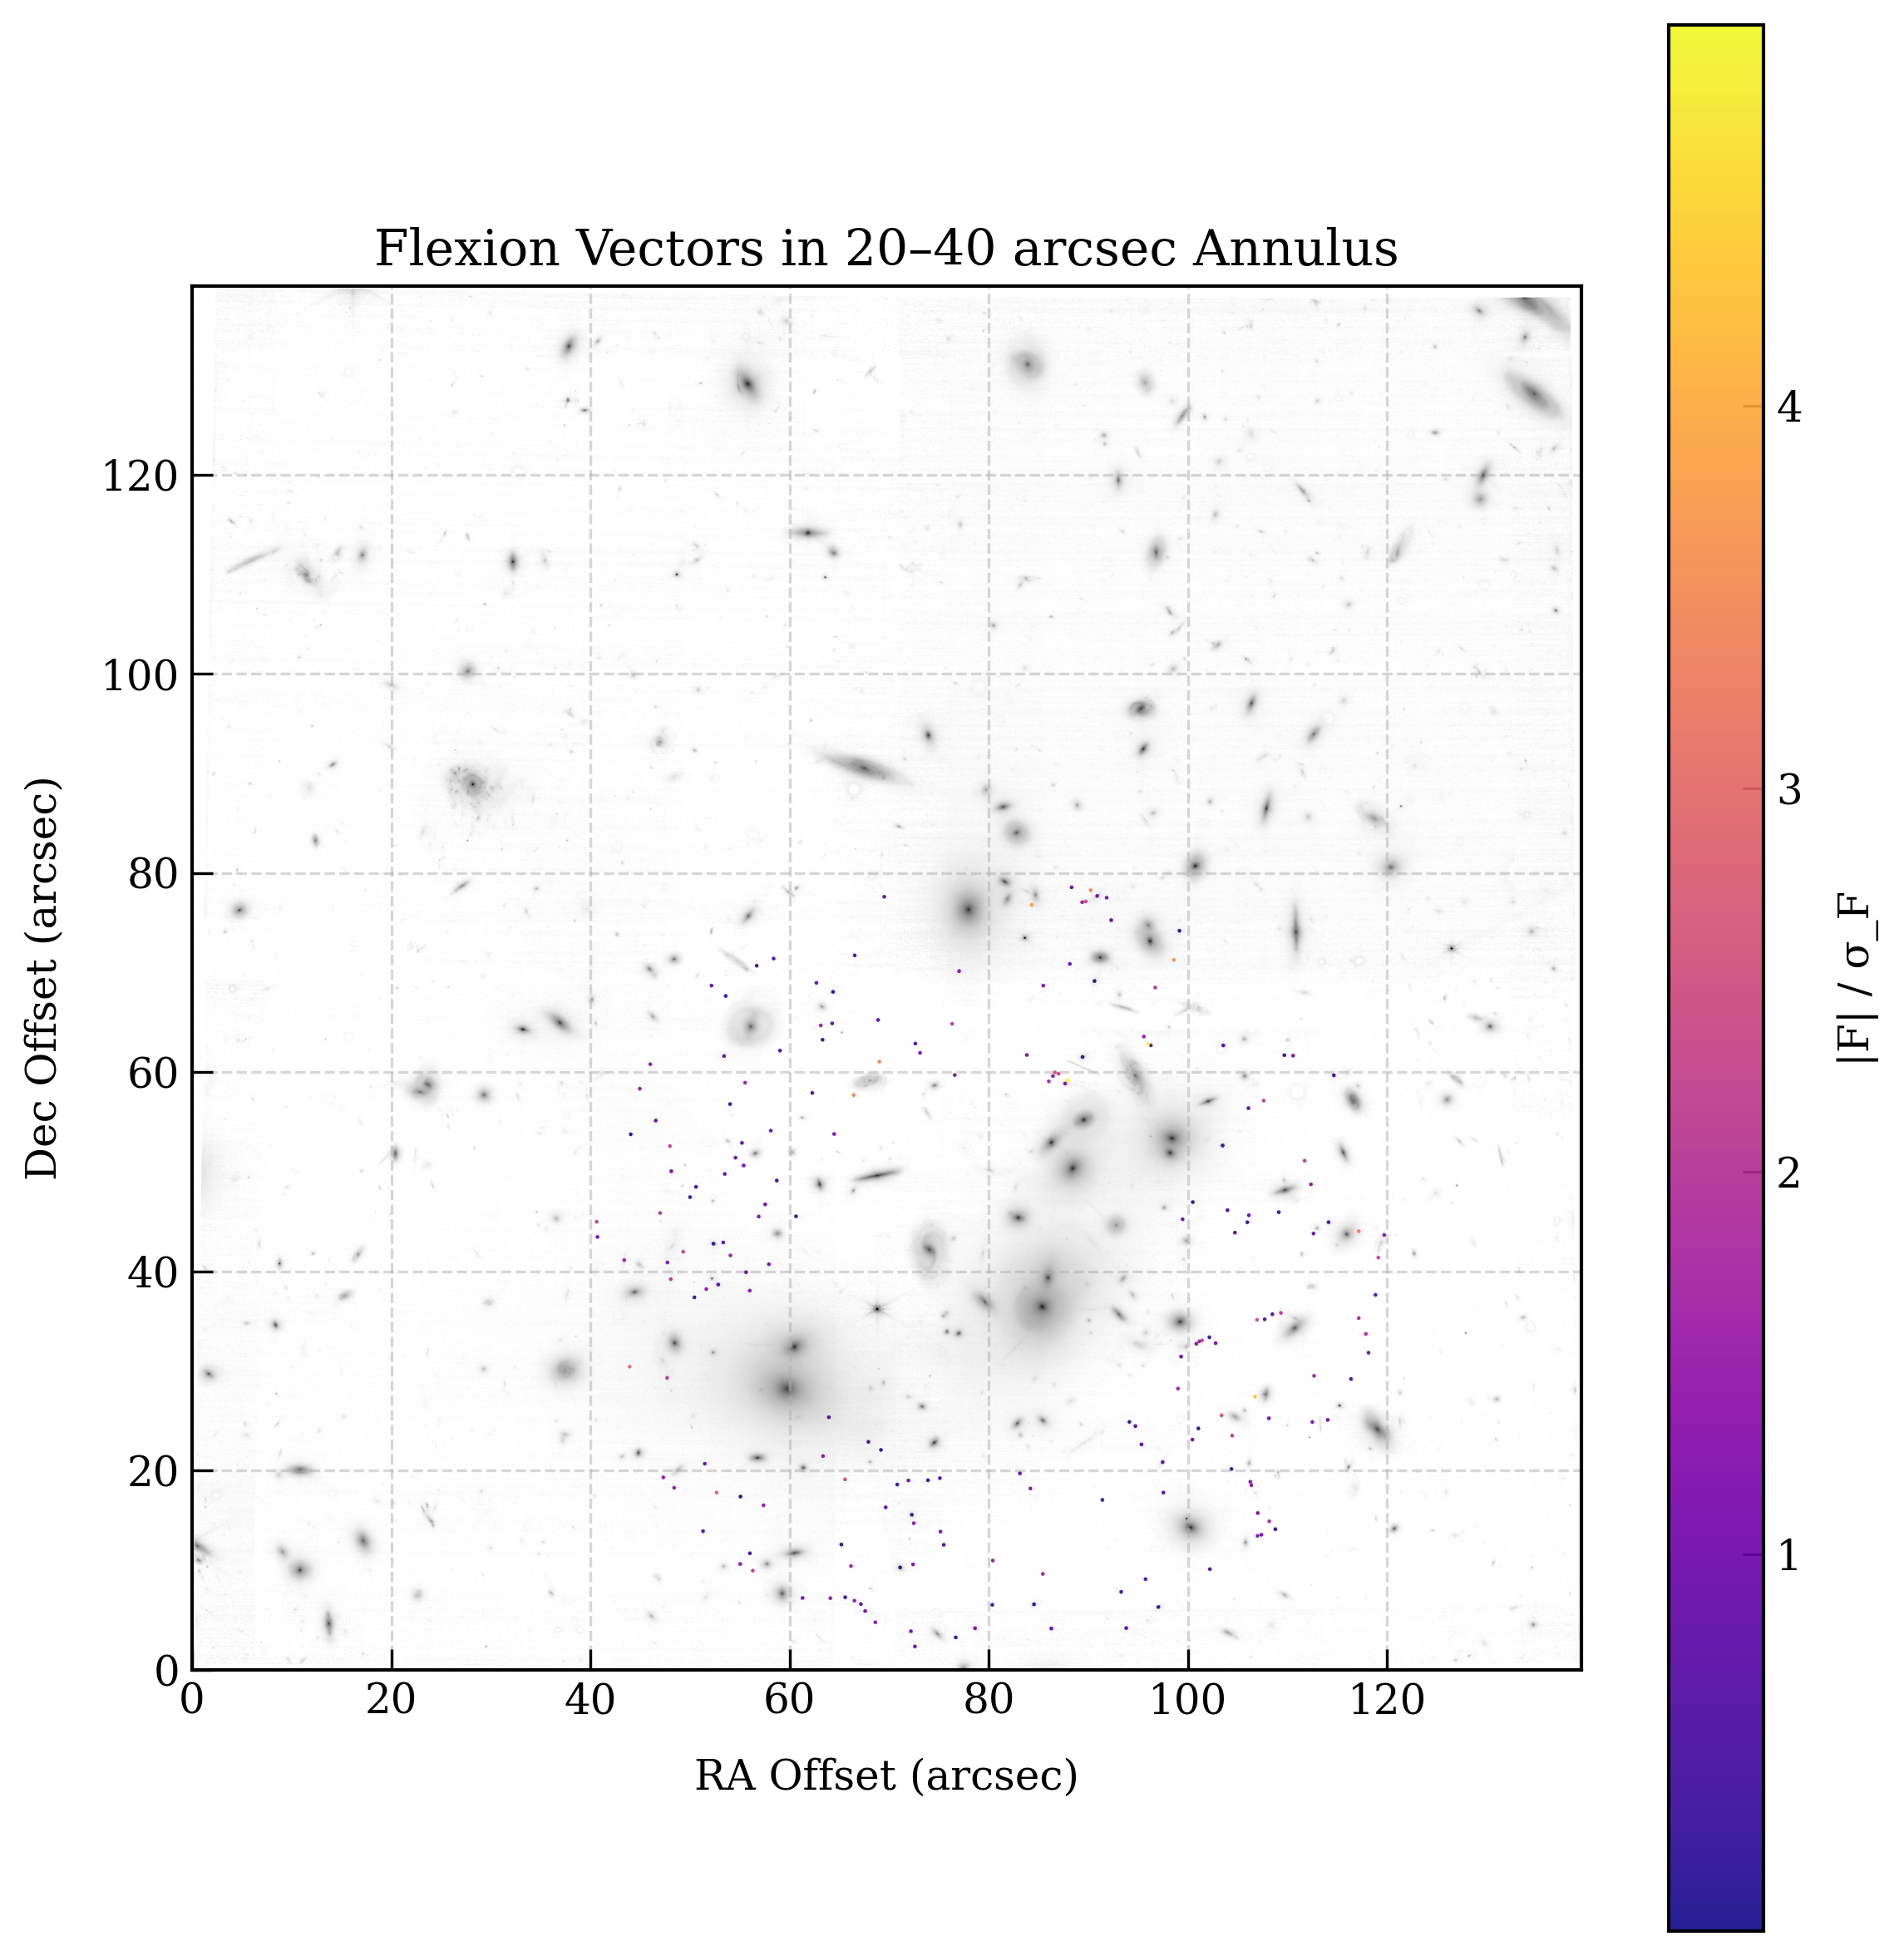 Flexion Vectors in 20–40 arcsec Annulus
120
100
80
60
40
20
0
0 20 40 60 80 100 120
Dec Offset (arcsec)
RA Offset (arcsec)
4
3
2
1
|F| / σ_F